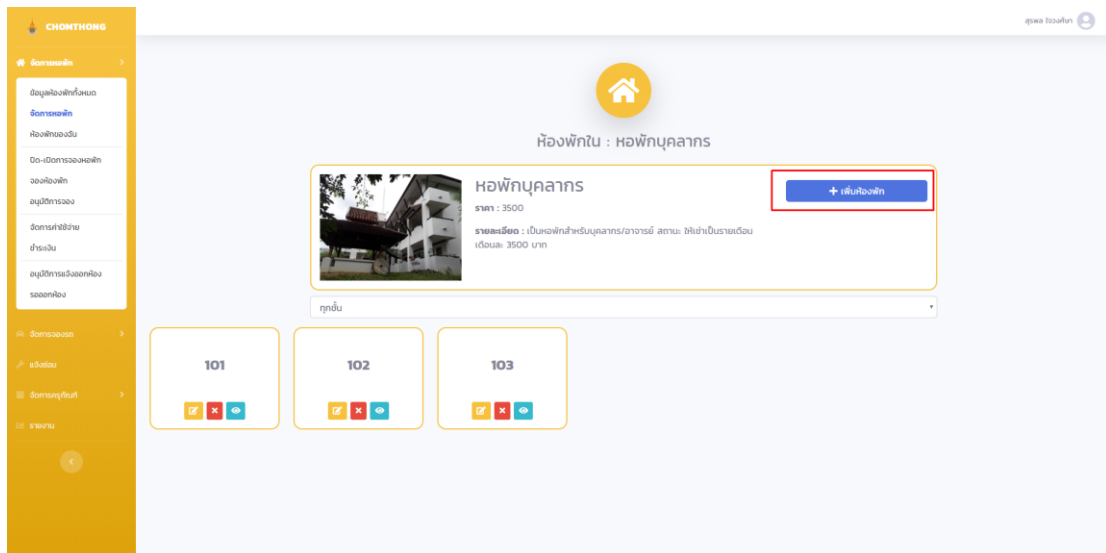 CHOMTHONG
สุรพล ใจวงศ์ษา
จัดการหอพัก
ข้อมูลห้องพักทั้งหมด
จัดการหอพัก
ห้องพักของฉัน
ปิด-เปิดการจองหอพัก
จองห้องพัก
อนุมัติการจอง
จัดการค่าใช้จ่าย
ชำระเงิน
อนุมัติการแจ้งออกห้อง
รอออกห้อง
จัดการจองรถ
แจ้งซ่อม
จัดการครุภัณฑ์
รายงาน
ห้องพักใน : หอพักบุคลากร
หอพักบุคลากร
ราคา : 3500
รายละเอียด : เป็นหอพักสำหรับบุคลากร/อาจารย์ สถานะ ให้เช่าเป็นรายเดือน
เดือนละ 3500 บาท
+ เพิ่มห้องพัก
ทุกชั้น
101
102
103